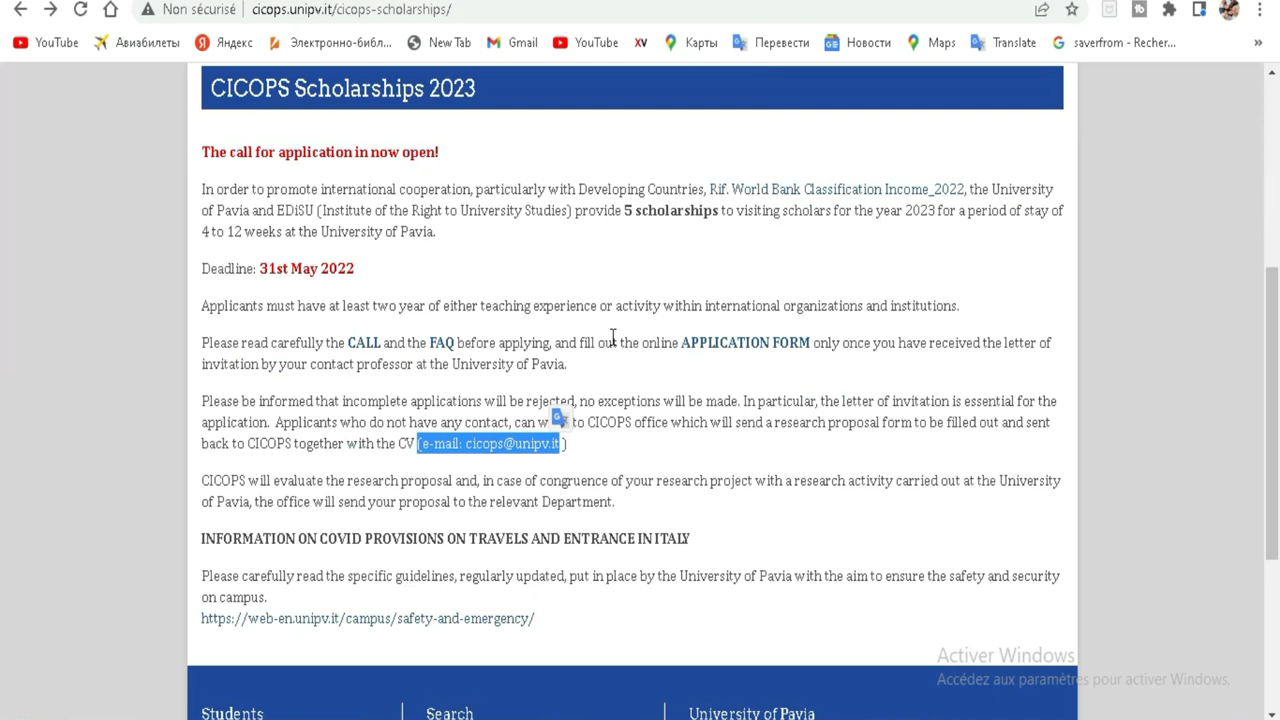 Non sécurisé cicops.unipv.it/cicops-scholarships/
YouTube Авиабилеты Яндекс Электронно-библ... New Tab Gmail YouTube XV Карты Перевести Новости Maps Translate saverfrom - Recher... »
CICOPS Scholarships 2023
The call for application in now open!
In order to promote international cooperation, particularly with Developing Countries, Rif. World Bank Classification Income_2022, the University
of Pavia and EDiSU (Institute of the Right to University Studies) provide 5 scholarships to visiting scholars for the year 2023 for a period of stay of
4 to 12 weeks at the University of Pavia.
Deadline: 31st May 2022
Applicants must have at least two year of either teaching experience or activity within international organizations and institutions.
Please read carefully the CALL and the FAQ before applying, and fill out the online APPLICATION FORM only once you have received the letter of
invitation by your contact professor at the University of Pavia.
Please be informed that incomplete applications will be rejected, no exceptions will be made. In particular, the letter of invitation is essential for the
application. Applicants who do not have any contact, can to CICOPS office which will send a research proposal form to be filled out and sent
back to CICOPS together with the CV (e-mail: cicops@unipv.it )
CICOPS will evaluate the research proposal and, in case of congruence of your research project with a research activity carried out at the University
of Pavia, the office will send your proposal to the relevant Department.
INFORMATION ON COVID PROVISIONS ON TRAVELS AND ENTRANCE IN ITALY
Please carefully read the specific guidelines, regularly updated, put in place by the University of Pavia with the aim to ensure the safety and security
on campus.
https://web-en.unipv.it/campus/safety-and-emergency/
Activer Windows
Accédez aux paramètres pour activer Windows.
Students Search University of Pavia